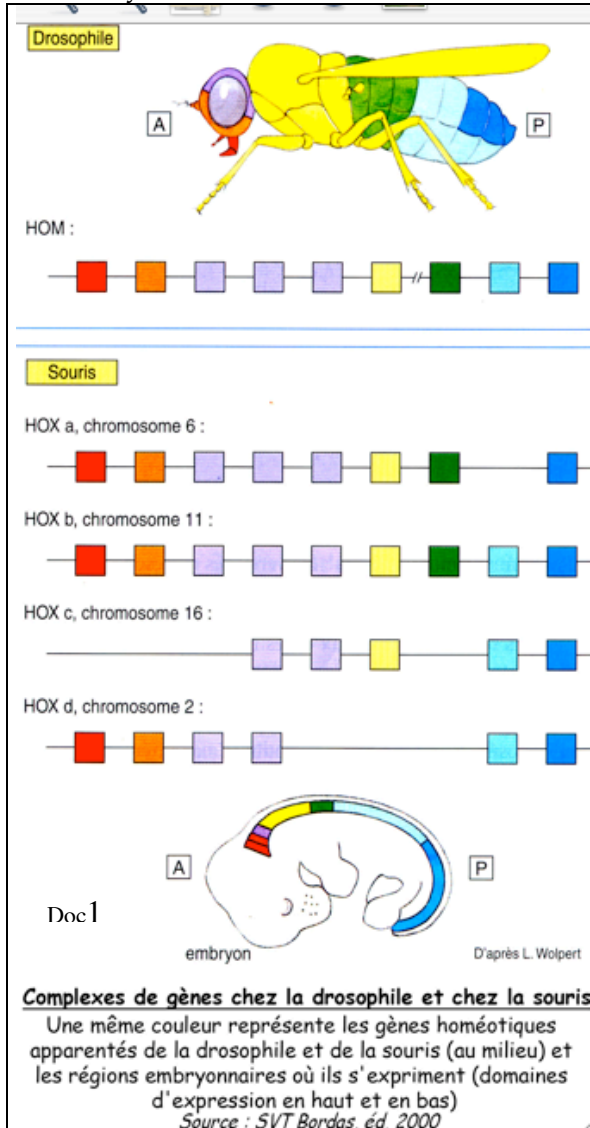 Drosophile
A
P
HOM :
Souris
HOX a, chromosome 6 :
HOX b, chromosome 11 :
HOX c, chromosome 16 :
HOX d, chromosome 2 :
A
P
Doc1
embryon
D'après L. Wolpert
Complexes de gènes chez la drosophile et chez la souris
Une même couleur représente les gènes homéotiques
apparentés de la drosophile et de la souris (au milieu) et
les régions embryonnaires où ils s'expriment (domaines
d'expression en haut et en bas)
Source : SVT Bordas, éd. 2000